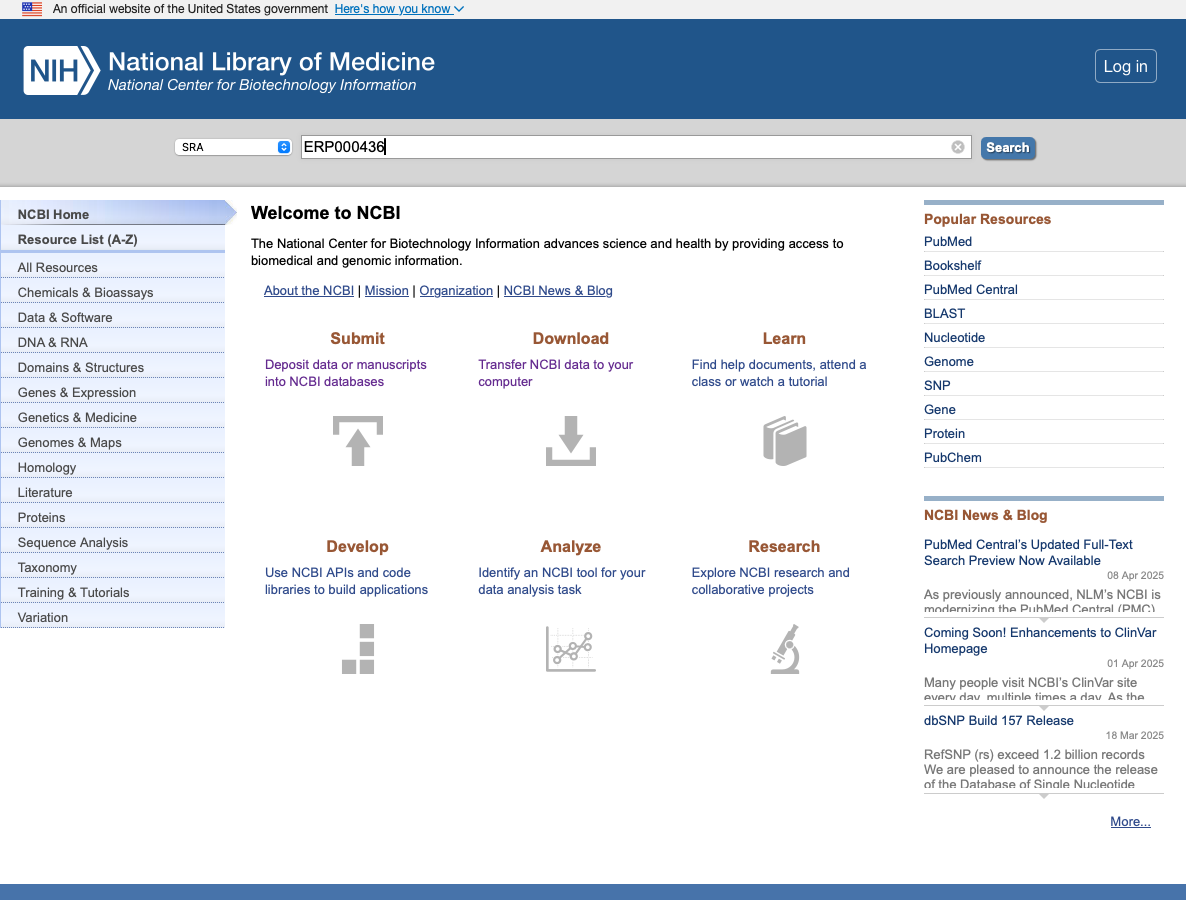 An official website of the United States government Here's how you know
NIH National Library of Medicine
National Center for Biotechnology Information
Log in
SRA ERP000436 Search
NCBI Home
Resource List (A-Z)
All Resources
Chemicals & Bioassays
Data & Software
DNA & RNA
Domains & Structures
Genes & Expression
Genetics & Medicine
Genomes & Maps
Homology
Literature
Proteins
Sequence Analysis
Taxonomy
Training & Tutorials
Variation
Welcome to NCBI
The National Center for Biotechnology Information advances science and health by providing access to
biomedical and genomic information.
About the NCBI | Mission | Organization | NCBI News & Blog
Submit
Deposit data or manuscripts
into NCBI databases
Download
Transfer NCBI data to your
computer
Learn
Find help documents, attend a
class or watch a tutorial
Develop
Use NCBI APIs and code
libraries to build applications
Analyze
Identify an NCBI tool for your
data analysis task
Research
Explore NCBI research and
collaborative projects
Popular Resources
PubMed
Bookshelf
PubMed Central
BLAST
Nucleotide
Genome
SNP
Gene
Protein
PubChem
NCBI News & Blog
PubMed Central's Updated Full-Text
Search Preview Now Available
08 Apr 2025
As previously announced, NLM's NCBI is
modernizing the PubMed Central (PMC)
Coming Soon! Enhancements to ClinVar
Homepage
01 Apr 2025
Many people visit NCBI's ClinVar site
every day, multiple times a day. As the
dbSNP Build 157 Release
18 Mar 2025
RefSNP (rs) exceed 1.2 billion records
We are pleased to announce the release
of the Database of Single Nucleotide
More...